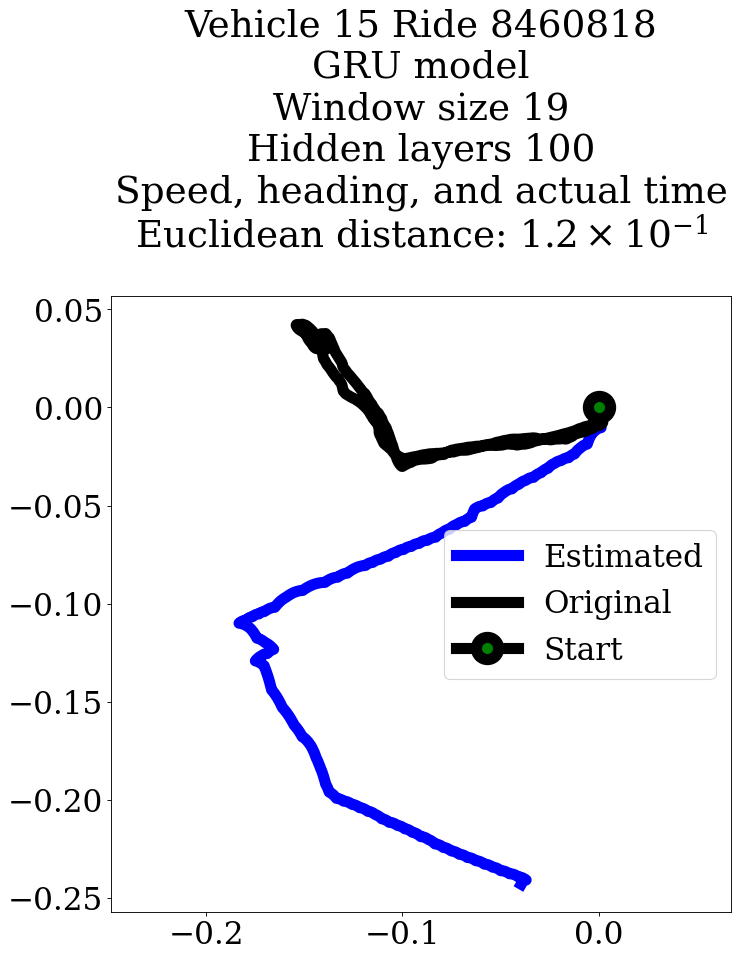 Vehicle 15 Ride 8460818
GRU model
Window size 19
Hidden layers 100
Speed, heading, and actual time
Euclidean distance: 1.2 × 10⁻¹
0.05
0.00
−0.05
−0.10
−0.15
−0.20
−0.25
Estimated
Original
Start
−0.2
−0.1
0.0